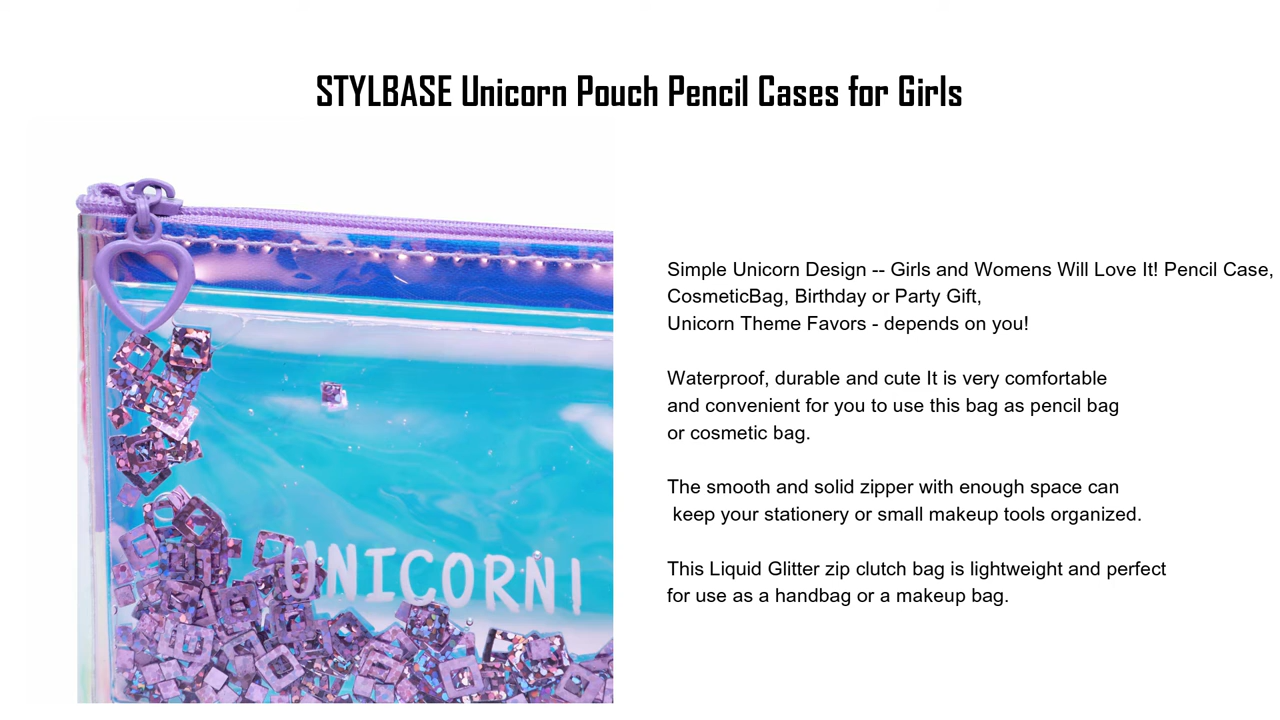 STYLBASE Unicorn Pouch Pencil Cases for Girls
Simple Unicorn Design -- Girls and Womens Will Love It! Pencil Case,
CosmeticBag, Birthday or Party Gift,
Unicorn Theme Favors - depends on you!
Waterproof, durable and cute It is very comfortable
and convenient for you to use this bag as pencil bag
or cosmetic bag.
The smooth and solid zipper with enough space can
keep your stationery or small makeup tools organized.
This Liquid Glitter zip clutch bag is lightweight and perfect
for use as a handbag or a makeup bag.
UNICORN!